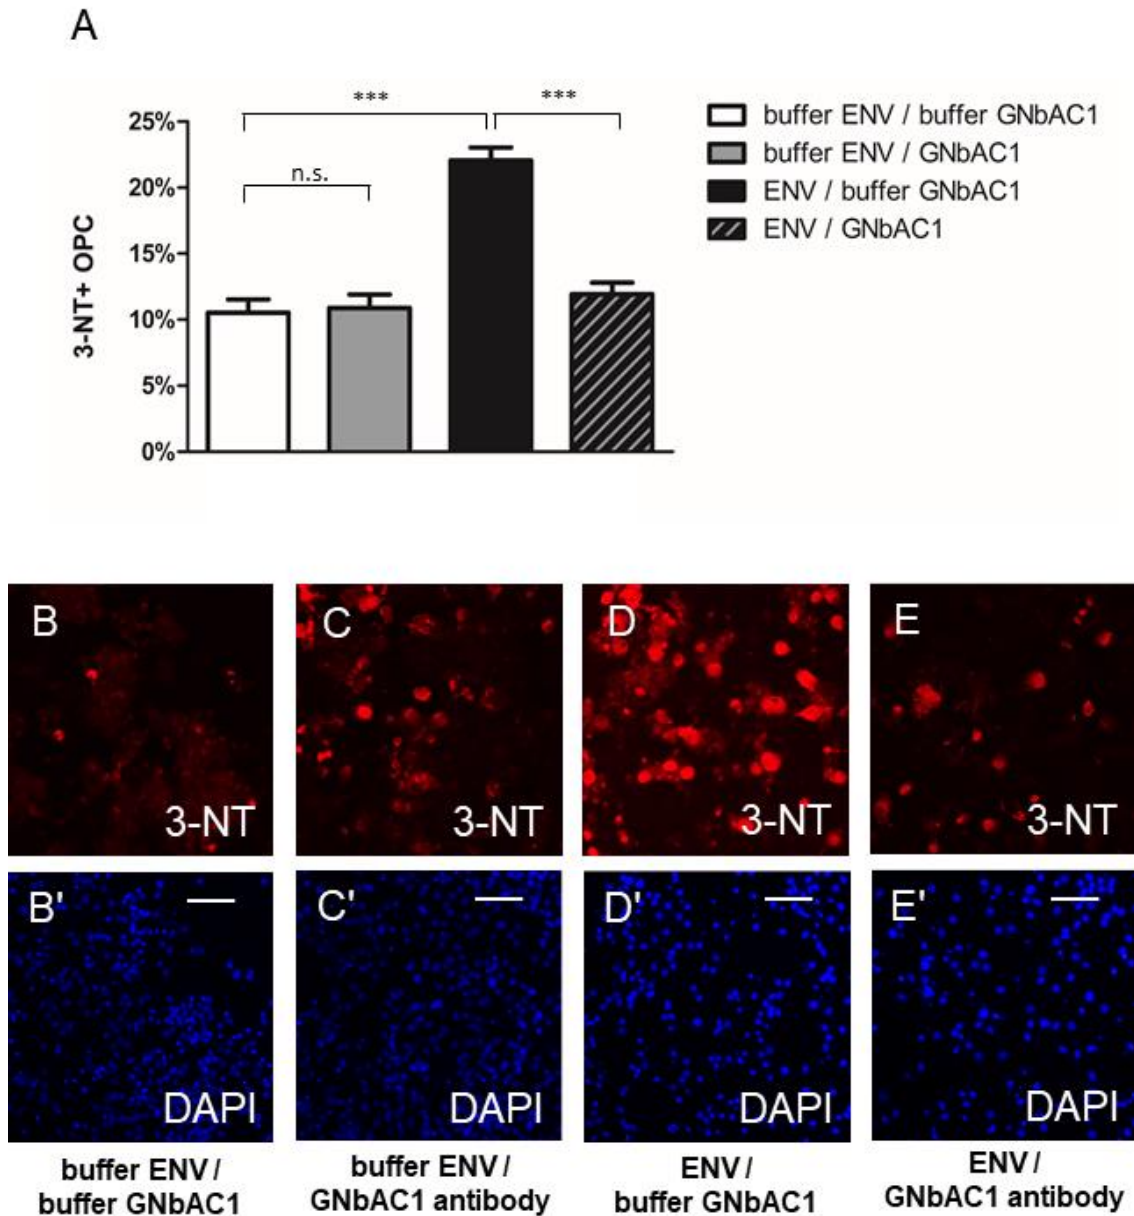 A
*** ***
25%
20%
15%
10%
5%
0%
n.s.
3-NT+ OPC
buffer ENV / buffer GNbAC1
buffer ENV / GNbAC1
ENV / buffer GNbAC1
ENV / GNbAC1
B C D E
3-NT 3-NT 3-NT 3-NT
B' C' D' E'
DAPI DAPI DAPI DAPI
buffer ENV /
buffer GNbAC1
buffer ENV /
GNbAC1 antibody
ENV /
buffer GNbAC1
ENV /
GNbAC1 antibody